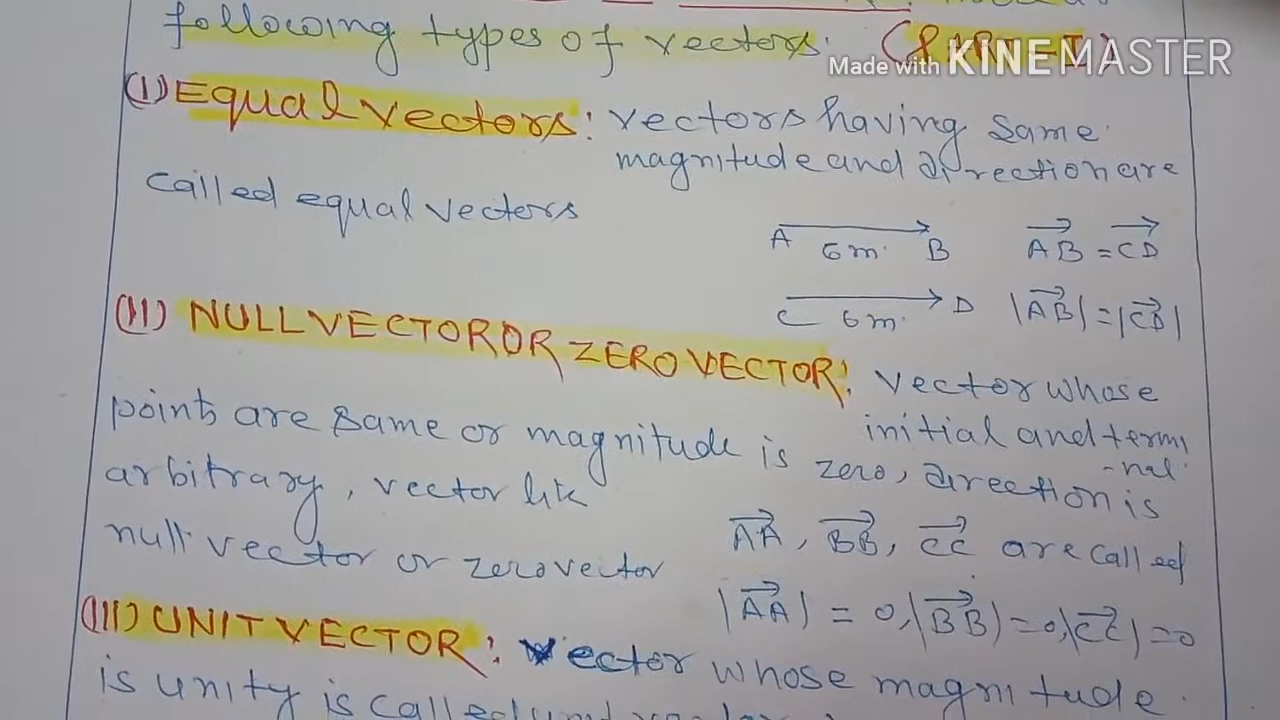 following types of vectors. (PART-I)
Made with KINEMASTER
(I) Equal vectors: vectors having same
magnitude and direction are
called equal vectors
A 6m B AB = CD
C 6m D |AB| = |CD|
(II) NULL VECTOR OR ZERO VECTOR: vector whose
initial and termi
-nal
points are same or magnitude is zero, direction is
arbitrary, vector like
AA, BB, CC are called
null vector or zero vector
|AA| = 0, |BB| = 0, |CC| = 0
(III) UNIT VECTOR: vector whose magnitude
is unity is called unit vector